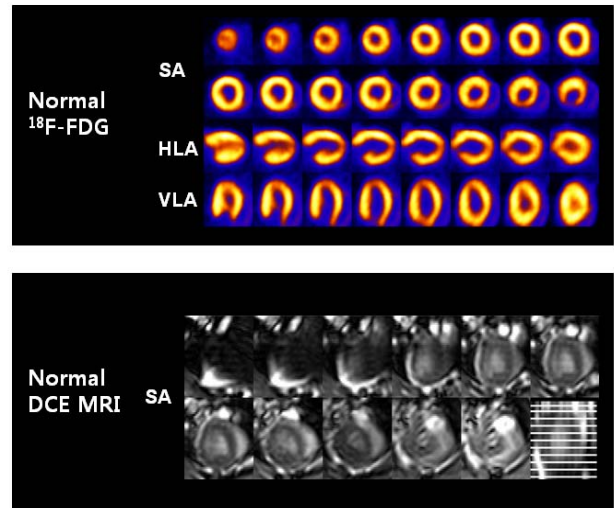 Normal
¹⁸F-FDG
SA
HLA
VLA
Normal
DCE MRI
SA